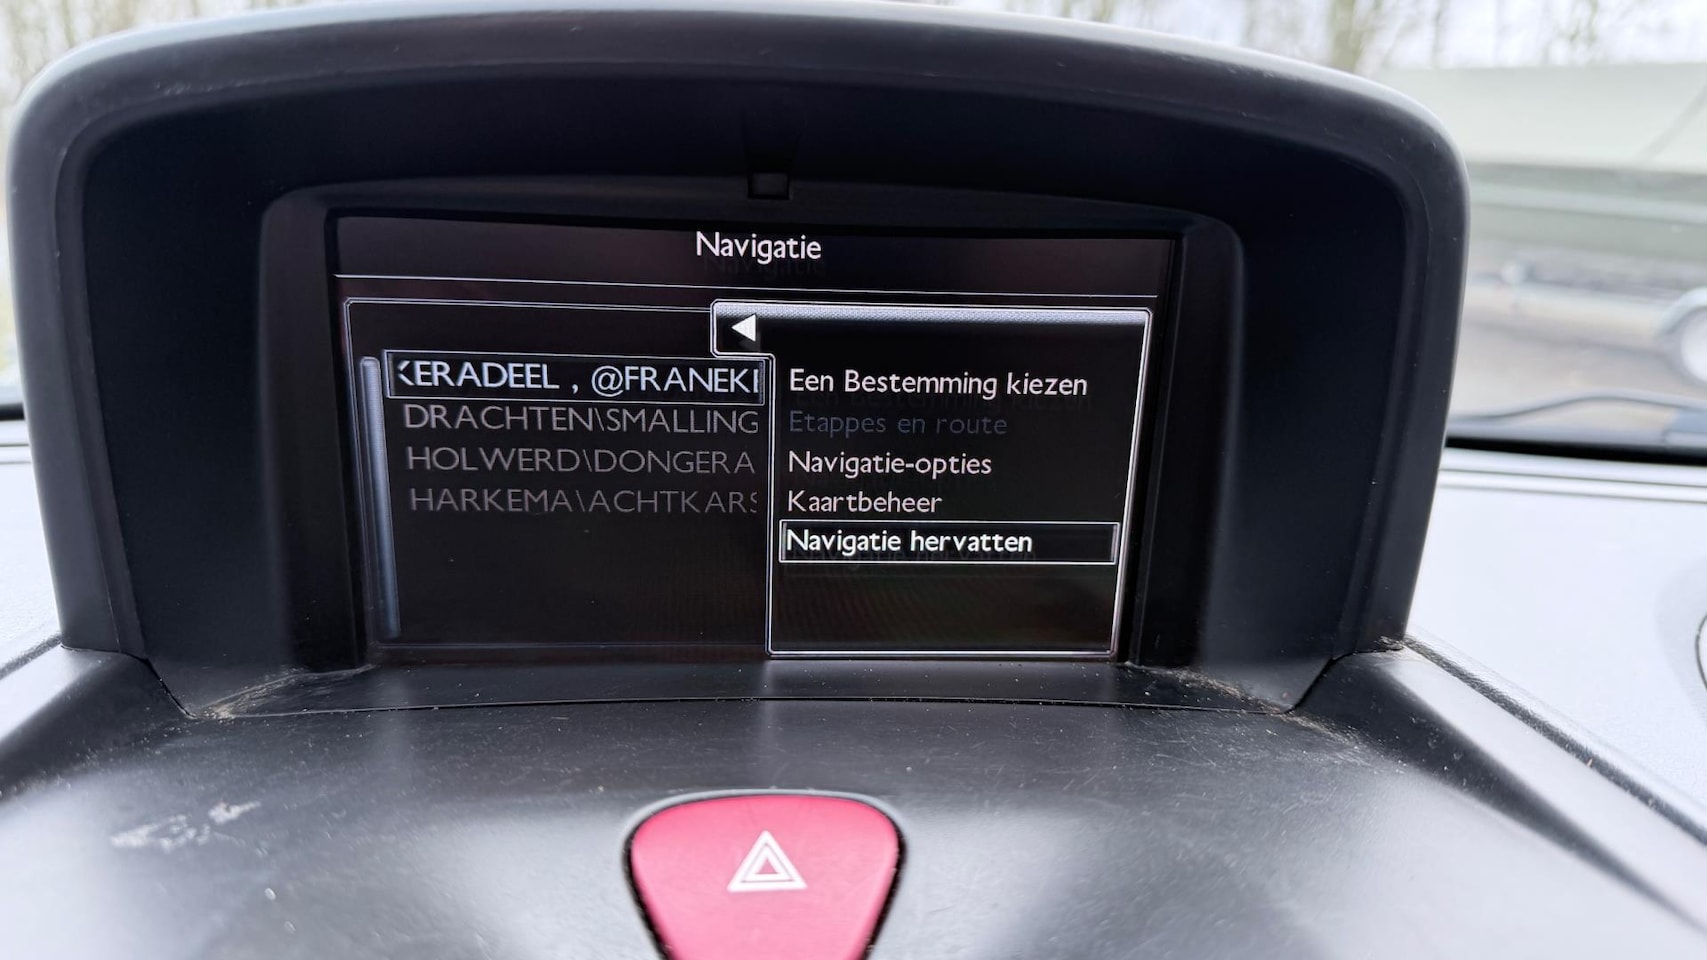 Navigatie
KERADEEL , @FRANEK
DRACHTEN\SMALLING
HOLWERD\DONGERA
HARKEMA\ACHTKARS
Een Bestemming kiezen
Etappes en route
Navigatie-opties
Kaartbeheer
Navigatie hervatten